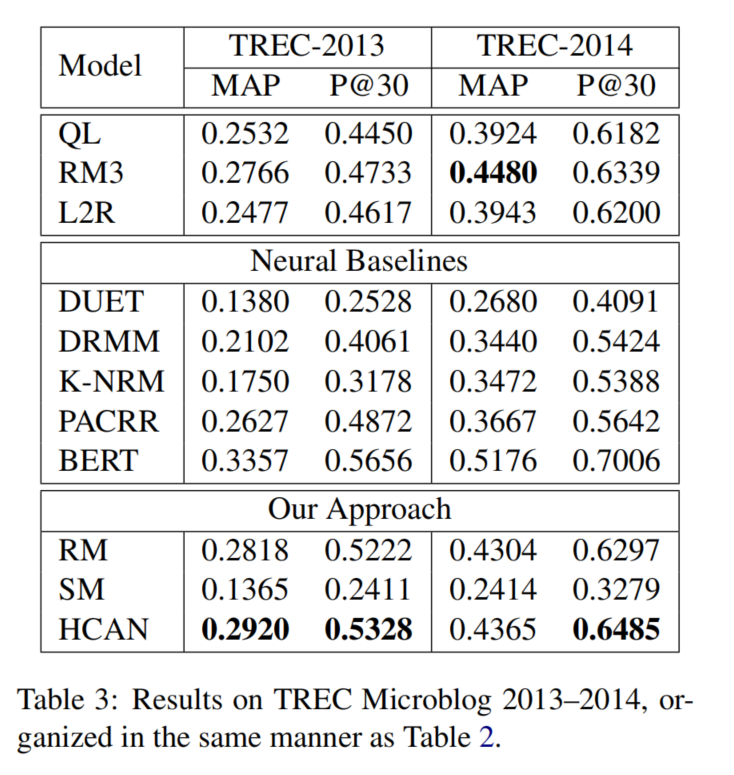 Model TREC-2013 TREC-2014
MAP P@30 MAP P@30
QL 0.2532 0.4450 0.3924 0.6182
RM3 0.2766 0.4733 0.4480 0.6339
L2R 0.2477 0.4617 0.3943 0.6200
Neural Baselines
DUET 0.1380 0.2528 0.2680 0.4091
DRMM 0.2102 0.4061 0.3440 0.5424
K-NRM 0.1750 0.3178 0.3472 0.5388
PACRR 0.2627 0.4872 0.3667 0.5642
BERT 0.3357 0.5656 0.5176 0.7006
Our Approach
RM 0.2818 0.5222 0.4304 0.6297
SM 0.1365 0.2411 0.2414 0.3279
HCAN 0.2920 0.5328 0.4365 0.6485
Table 3: Results on TREC Microblog 2013–2014, or-
ganized in the same manner as Table 2.